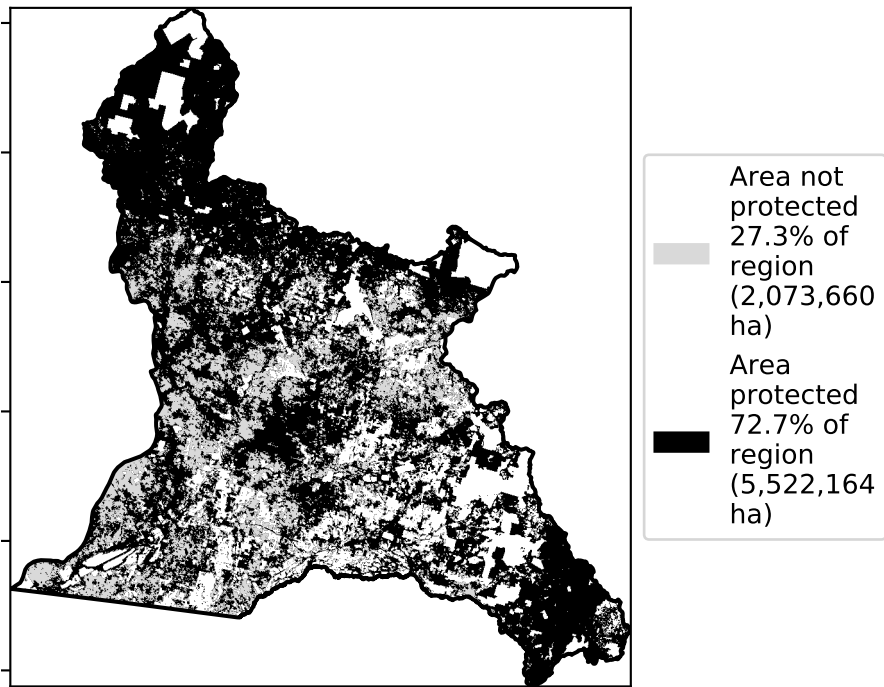 Area not
protected
27.3% of
region
(2,073,660
ha)
Area
protected
72.7% of
region
(5,522,164
ha)